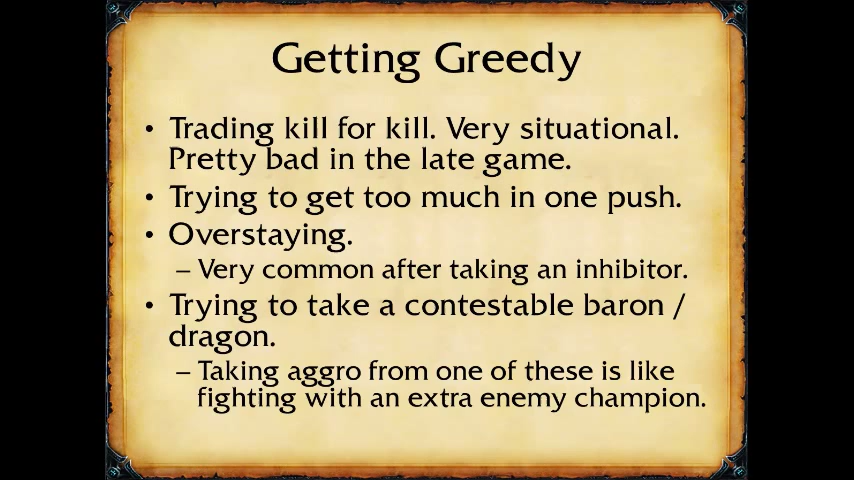 Getting Greedy
• Trading kill for kill. Very situational.
Pretty bad in the late game.
• Trying to get too much in one push.
• Overstaying.
– Very common after taking an inhibitor.
• Trying to take a contestable baron /
dragon.
– Taking aggro from one of these is like
fighting with an extra enemy champion.